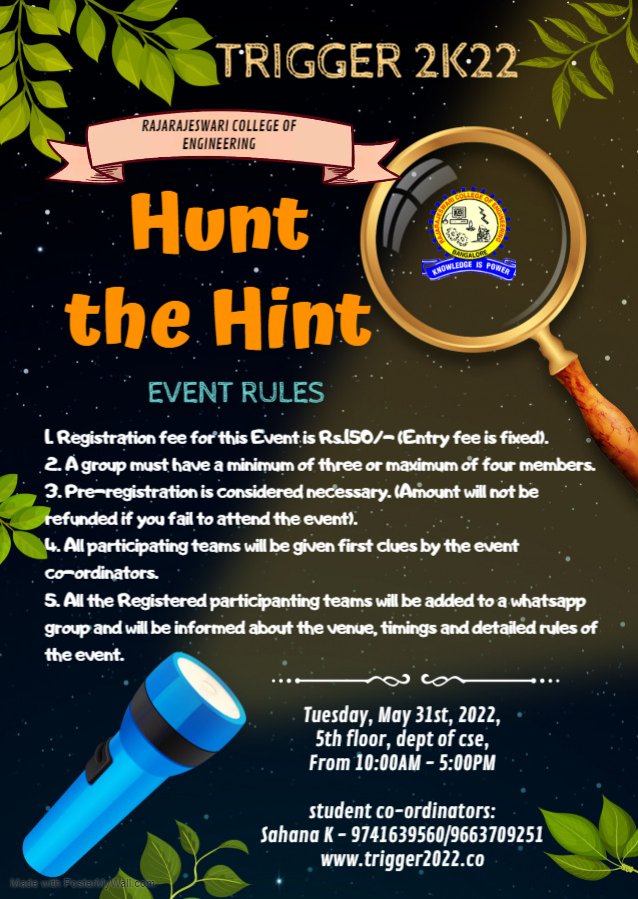 TRIGGER 2K22
RAJARAJESWARI COLLEGE OF
ENGINEERING
RAJARAJESWARI COLLEGE OF ENGINEERING
BANGALORE
KNOWLEDGE IS POWER
Hunt
the Hint
EVENT RULES
1. Registration fee for this Event is Rs.150/- (Entry fee is fixed).
2. A group must have a minimum of three or maximum of four members.
3. Pre-registration is considered necessary. (Amount will not be
refunded if you fail to attend the event).
4. All participating teams will be given first clues by the event
co-ordinators.
5. All the Registered participanting teams will be added to a whatsapp
group and will be informed about the venue, timings and detailed rules of
the event.
Tuesday, May 31st, 2022,
5th floor, dept of cse,
From 10:00AM - 5:00PM
student co-ordinators:
Sahana K - 9741639560/9663709251
www.trigger2022.co
Made with PosterMyWall.com